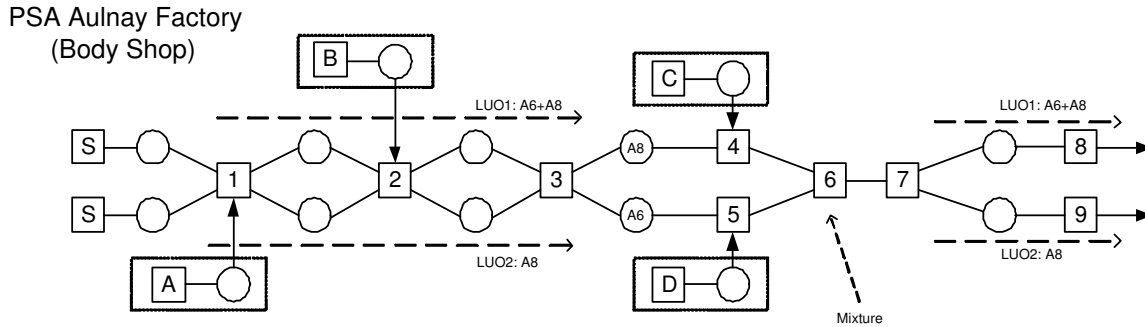 PSA Aulnay Factory
(Body Shop)
B
C
LUO1: A6+A8
LUO1: A6+A8
S
A8
4
8
1
2
3
6
7
S
A6
5
9
LUO2: A8
LUO2: A8
A
D
Mixture